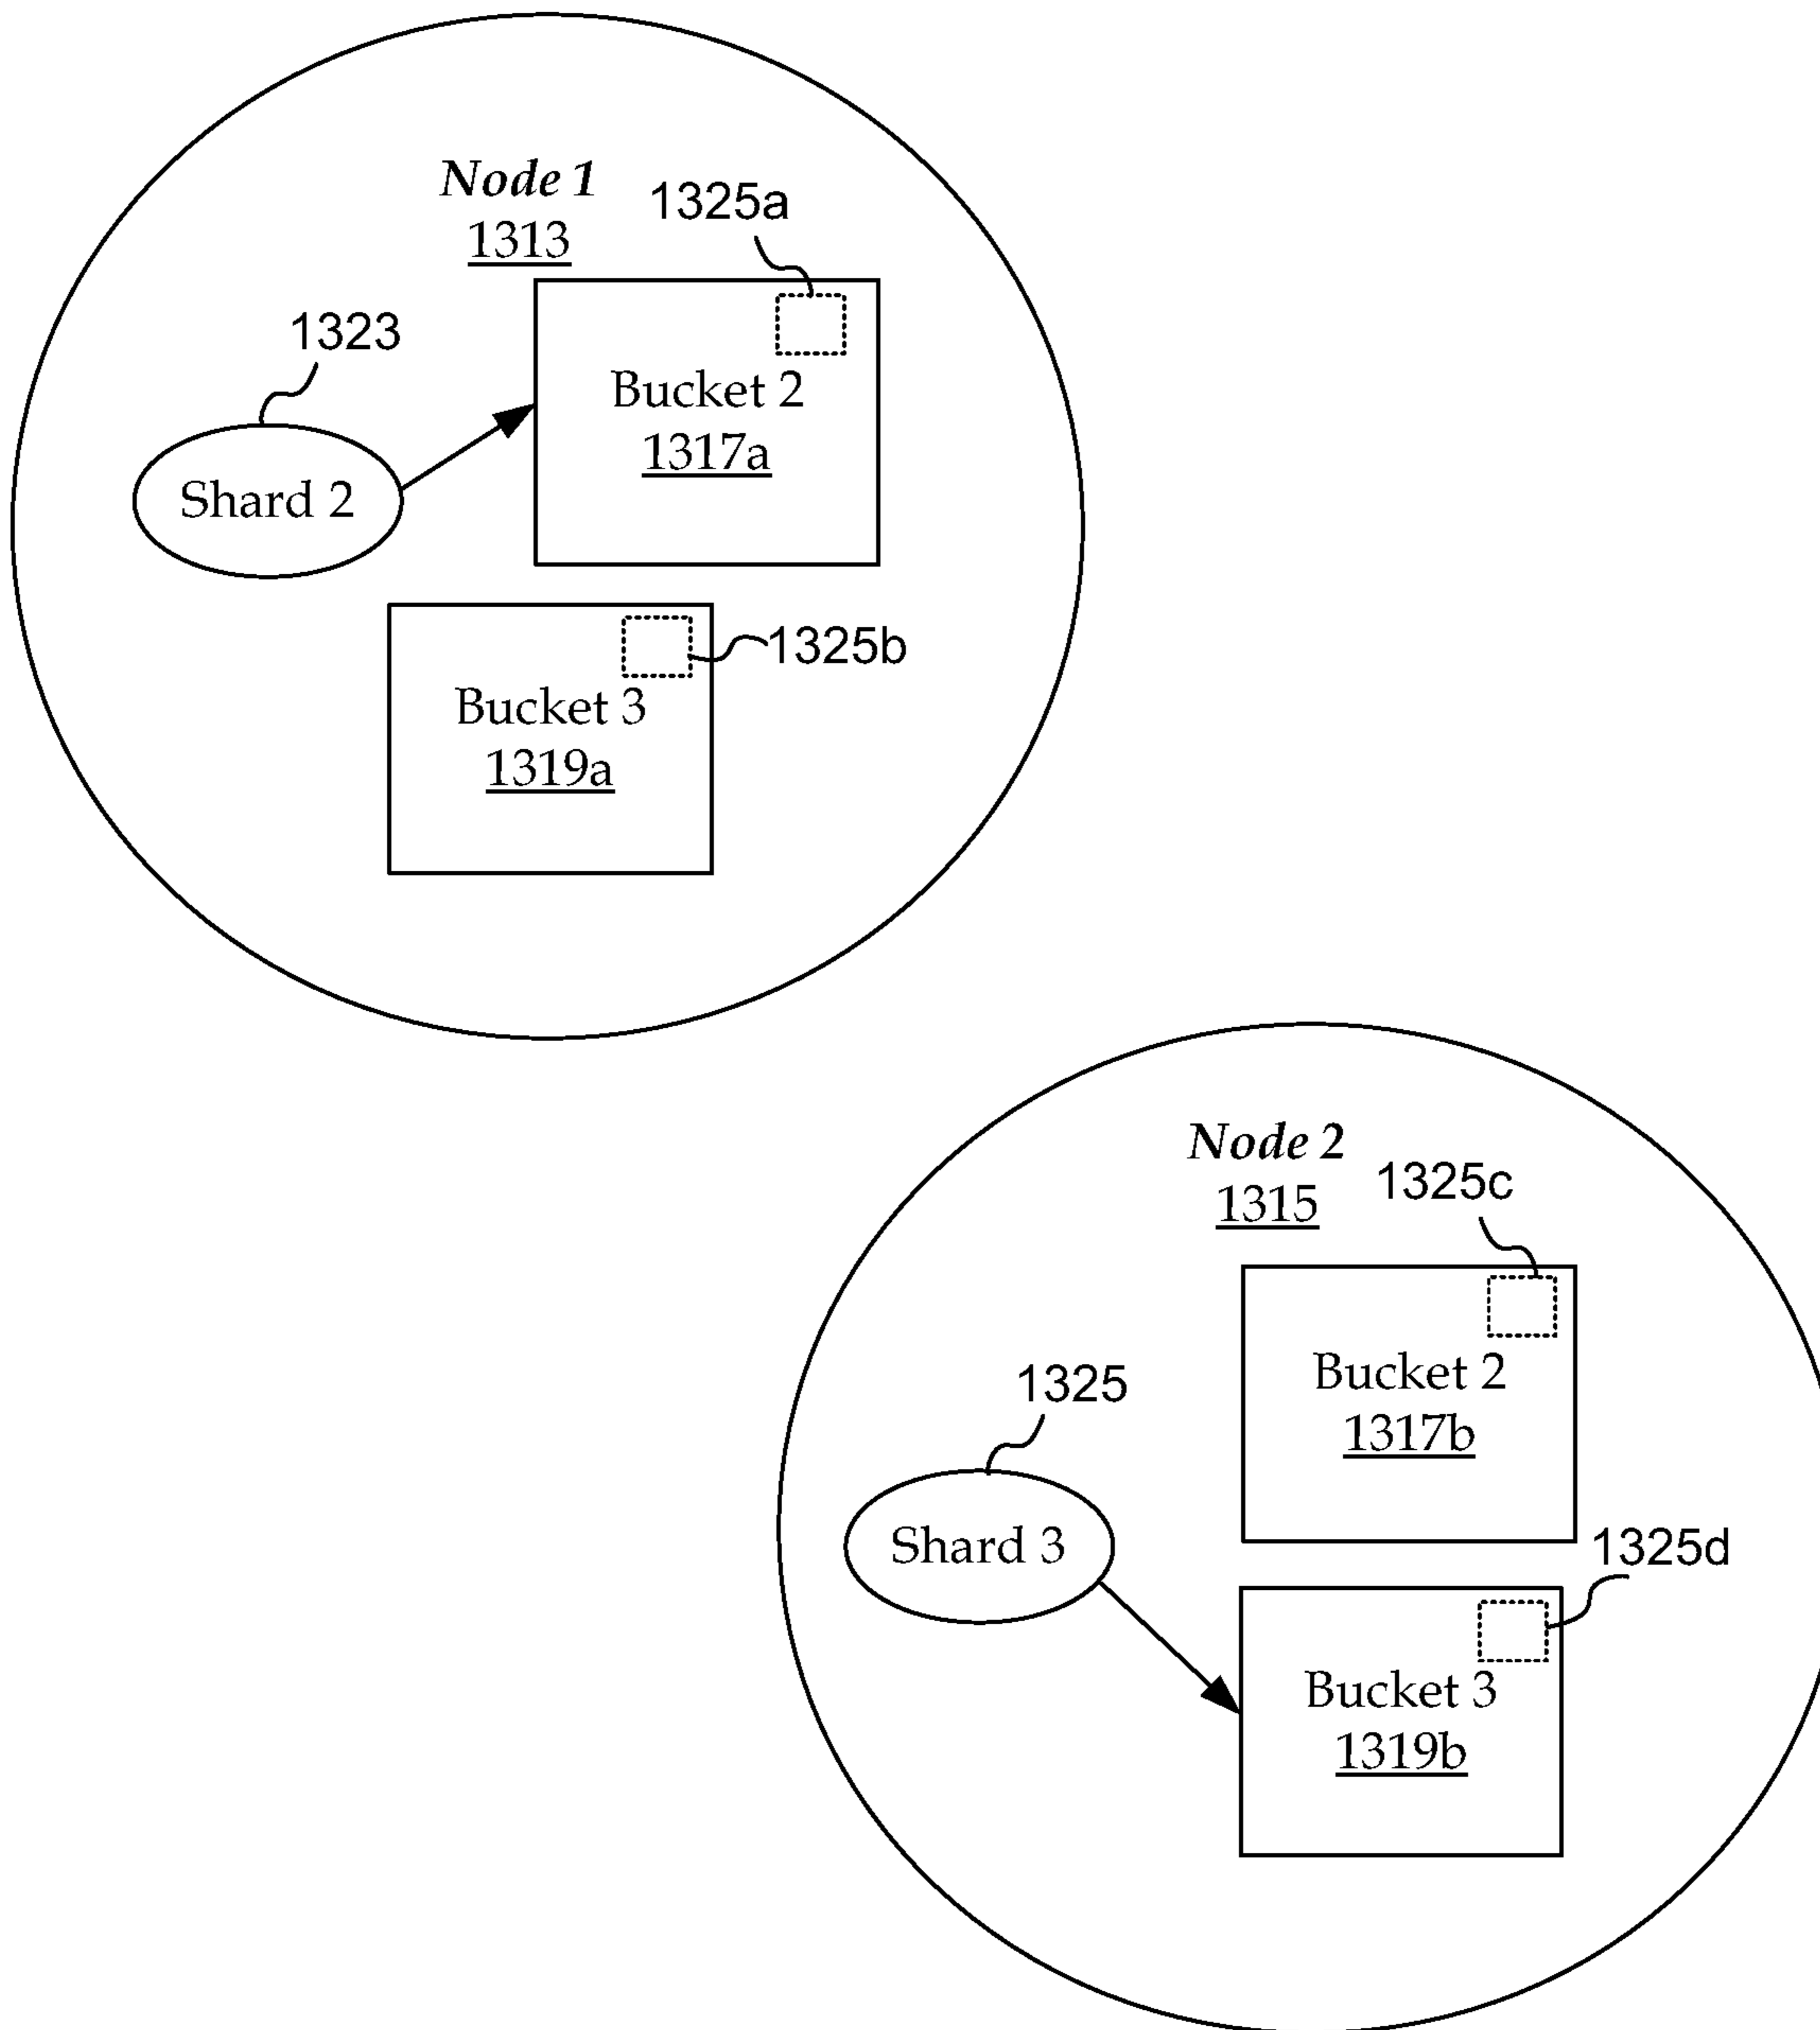 Node 1
1313
1325a
1323
Bucket 2
1317a
Shard 2
1325b
Bucket 3
1319a
Node 2
1315
1325c
1325
Bucket 2
1317b
Shard 3
1325d
Bucket 3
1319b